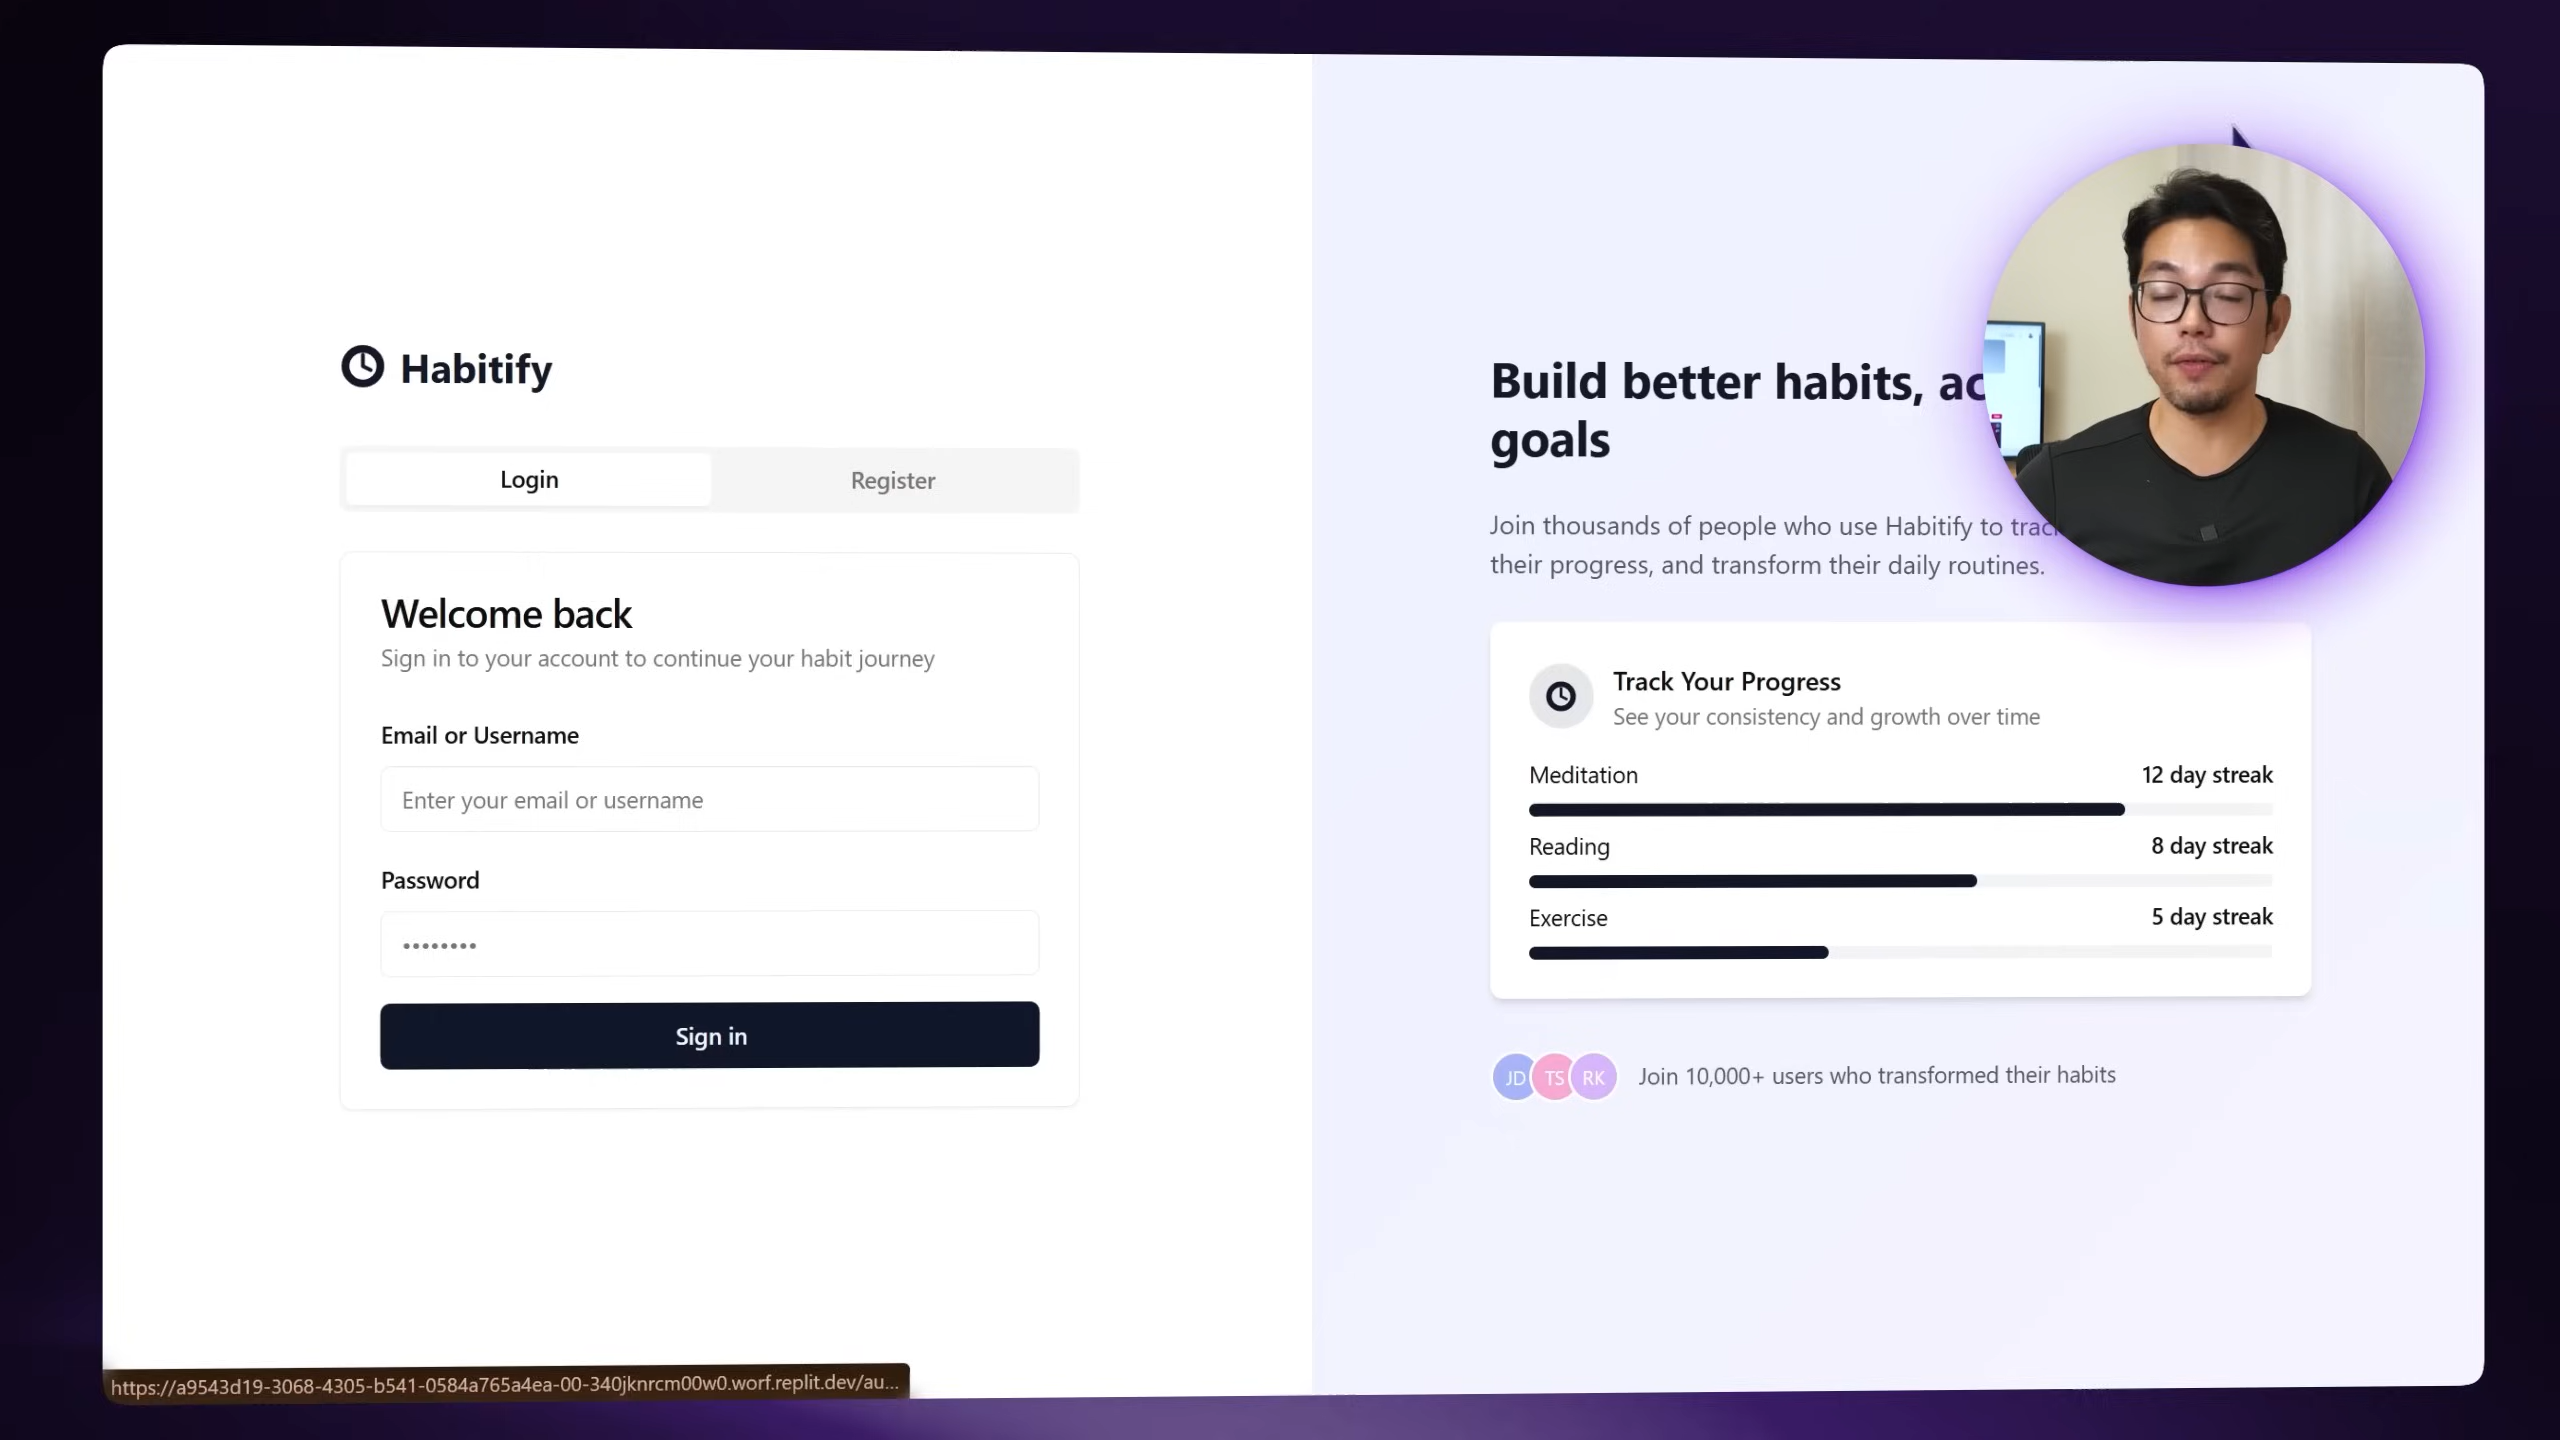 Habitify
Login
Register
Welcome back
Sign in to your account to continue your habit journey
Email or Username
Enter your email or username
Password
••••••••
Sign in
Build better habits,
goals
Join thousands of people who use Habitify to
their progress, and transform their daily routines.
Track Your Progress
See your consistency and growth over time
Meditation
12 day streak
Reading
8 day streak
Exercise
5 day streak
JD TS RK
Join 10,000+ users who transformed their habits
https://a9543d19-3068-4305-b541-0584a765a4ea-00-340jknrcm00w0.worf.replit.dev/au...